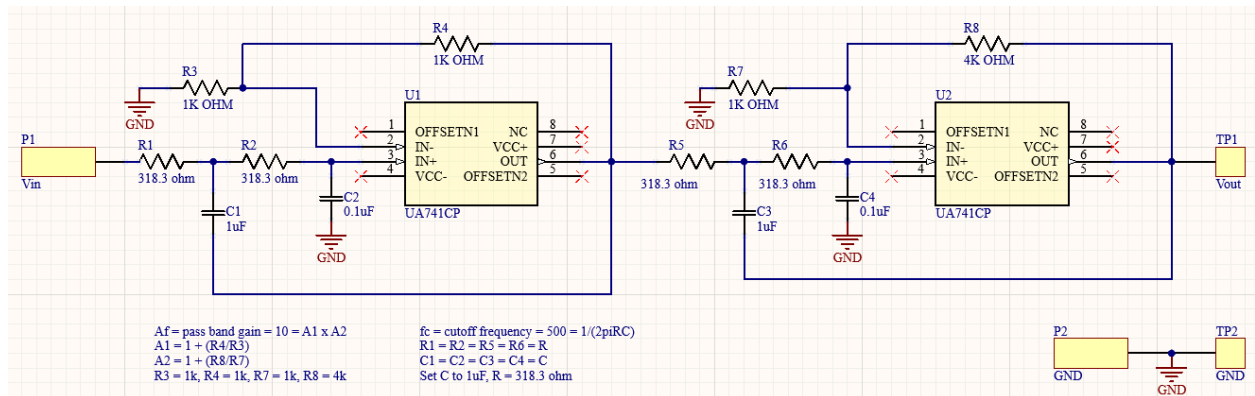 R4
1K OHM
R8
4K OHM
R3
1K OHM
GND
R7
1K OHM
GND
U1
1 OFFSETN1 NC 8
2 IN- VCC+ 7
3 IN+ OUT 6
4 VCC- OFFSETN2 5
UA741CP
U2
1 OFFSETN1 NC 8
2 IN- VCC+ 7
3 IN+ OUT 6
4 VCC- OFFSETN2 5
UA741CP
P1
Vin
R1
318.3 ohm
R2
318.3 ohm
C1
1uF
C2
0.1uF
GND
R5
318.3 ohm
R6
318.3 ohm
C3
1uF
C4
0.1uF
GND
TP1
Vout
Af = pass band gain = 10 = A1 x A2
A1 = 1 + (R4/R3)
A2 = 1 + (R8/R7)
R3 = 1k, R4 = 1k, R7 = 1k, R8 = 4k
fc = cutoff frequency = 500 = 1/(2piRC)
R1 = R2 = R5 = R6 = R
C1 = C2 = C3 = C4 = C
Set C to 1uF, R = 318.3 ohm
P2
GND
GND
TP2
GND